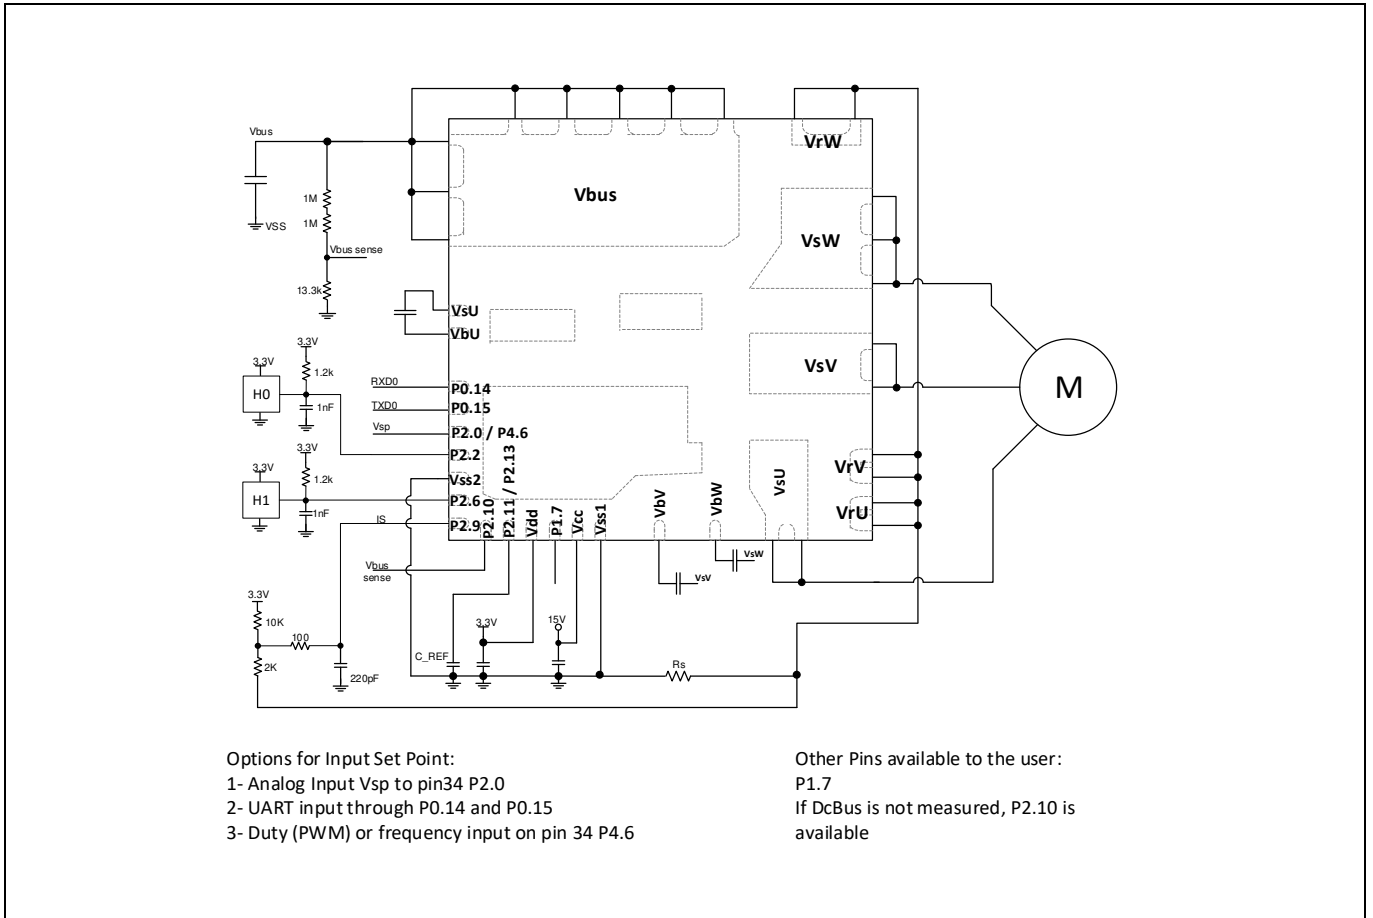 VrW
Vbus
Vbus
VsW
1M
1M
VSS
Vbus sense
13.3k
VsU
VbU
3.3V
3.3V
1.2k
H0
1nF
RXD0
P0.14
TXD0
P0.15
Vsp
P2.0 / P4.6
P2.2
VsV
M
3.3V
3.3V
1.2k
H1
1nF
Vss2
P2.6
IS
P2.9
P2.10
P2.11 / P2.13
Vdd
P1.7
Vcc
Vss1
VbV
VbW
VsU
VrV
VrU
VsW
VsV
Vbus
sense
3.3V
10K
100
2K
220pF
C_REF
3.3V
15V
Rs
Options for Input Set Point:
1- Analog Input Vsp to pin34 P2.0
2- UART input through P0.14 and P0.15
3- Duty (PWM) or frequency input on pin 34 P4.6
Other Pins available to the user:
P1.7
If DcBus is not measured, P2.10 is
available